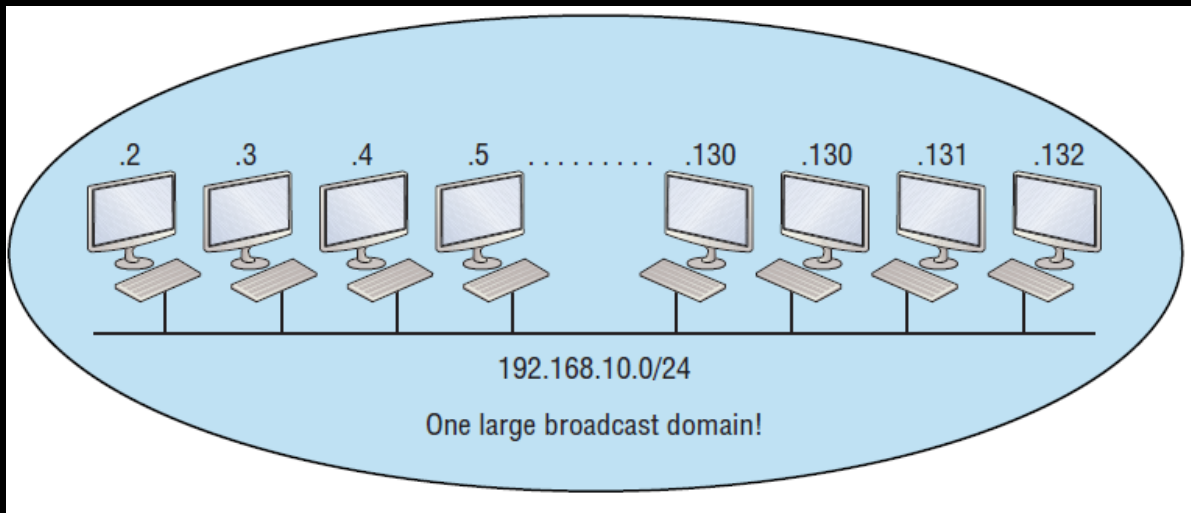 .2 .3 .4 .5 . . . . . . . . . .130 .130 .131 .132
192.168.10.0/24
One large broadcast domain!